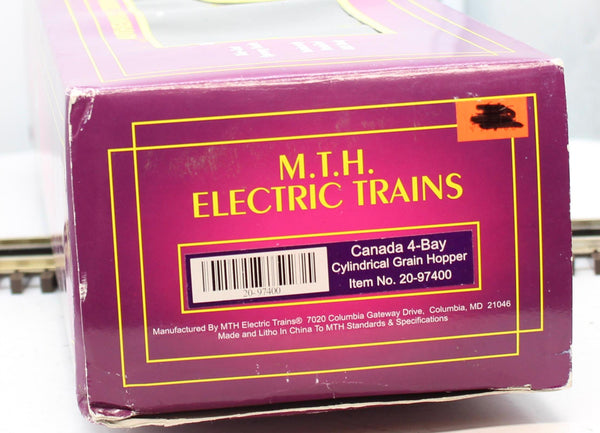 M.T.H.
ELECTRIC TRAINS
Canada 4-Bay
Cylindrical Grain Hopper
Item No. 20-97400
20-97400
Manufactured By MTH Electric Trains® 7020 Columbia Gateway Drive, Columbia, MD 21046
Made and Litho In China To MTH Standards & Specifications